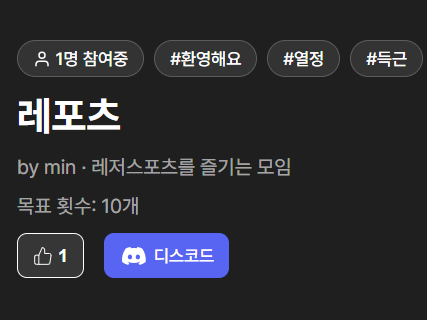 1명 참여중 #환영해요 #열정 #득근
레포츠
by min · 레저스포츠를 즐기는 모임
목표 횟수: 10개
1 디스코드